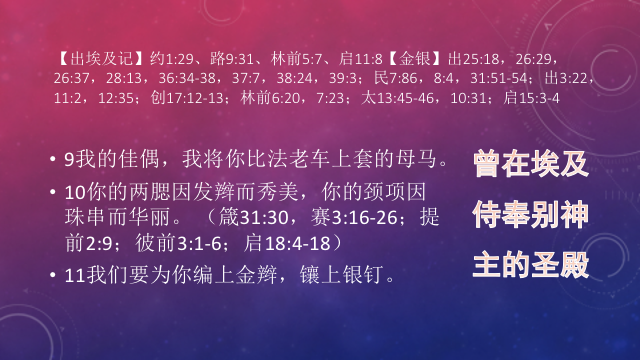 【出埃及记】约1:29、路9:31、林前5:7、启11:8【金银】出25:18，26:29，
26:37，28:13，36:34-38，37:7，38:24，39:3；民7:86，8:4，31:51-54；出3:22，
11:2，12:35；创17:12-13；林前6:20，7:23；太13:45-46，10:31；启15:3-4
• 9我的佳偶，我将你比法老车上套的母马。
• 10你的两腮因发辫而秀美，你的颈项因
珠串而华丽。（箴31:30，赛3:16-26；提
前2:9；彼前3:1-6；启18:4-18）
• 11我们要为你编上金辫，镶上银钉。
曾在埃及
侍奉别神
主的圣殿